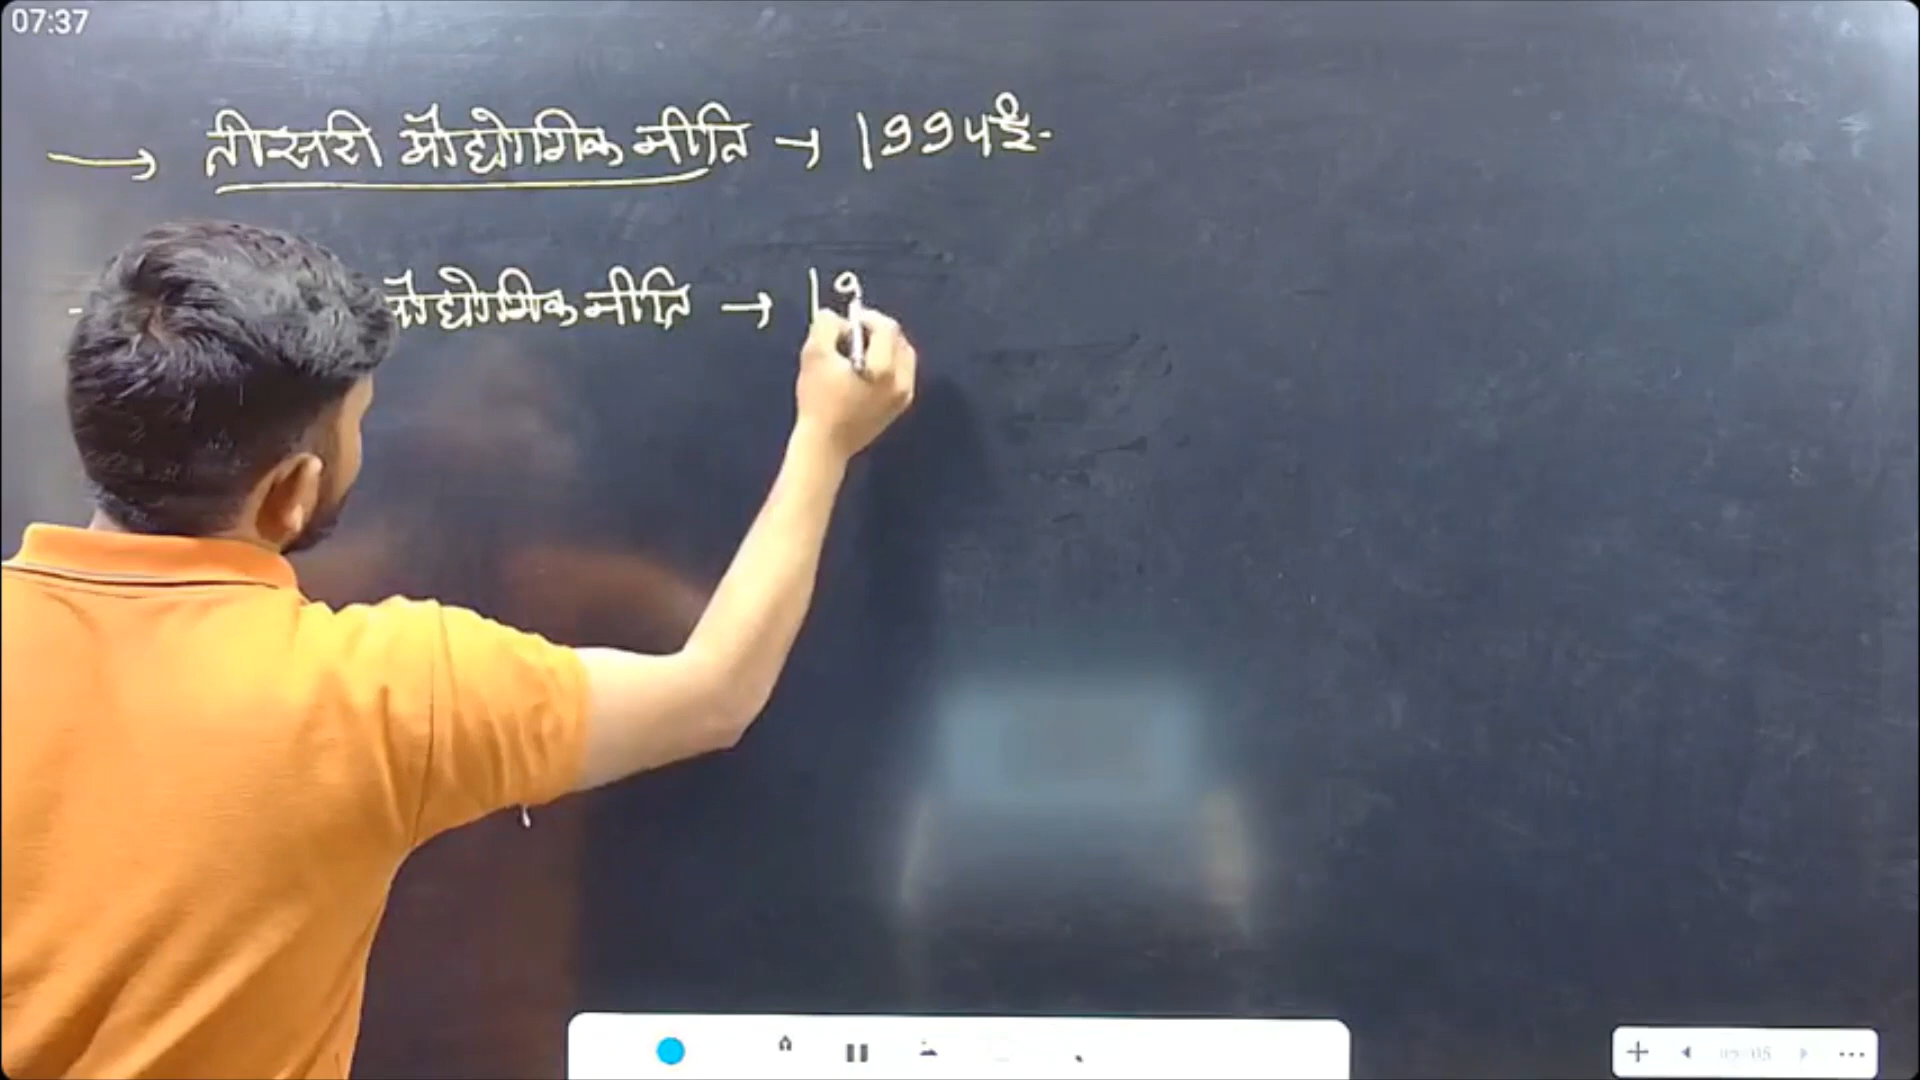 07:37
→ तीसरी औद्योगिक नीति → 1994ई.
औद्योगिक नीति → 19